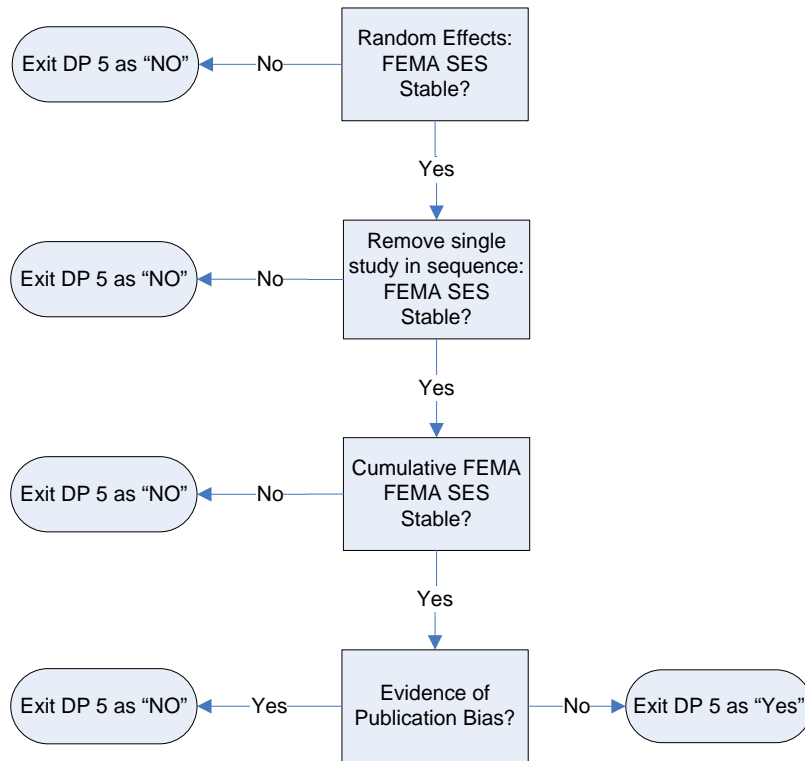 Random Effects:
FEMA SES
Stable?
Exit DP 5 as “NO”
No
Yes
Remove single
study in sequence:
FEMA SES
Stable?
Exit DP 5 as “NO”
No
Yes
Cumulative FEMA
FEMA SES
Stable?
Exit DP 5 as “NO”
No
Yes
Evidence of
Publication Bias?
Exit DP 5 as “NO”
Yes
No
Exit DP 5 as “Yes”